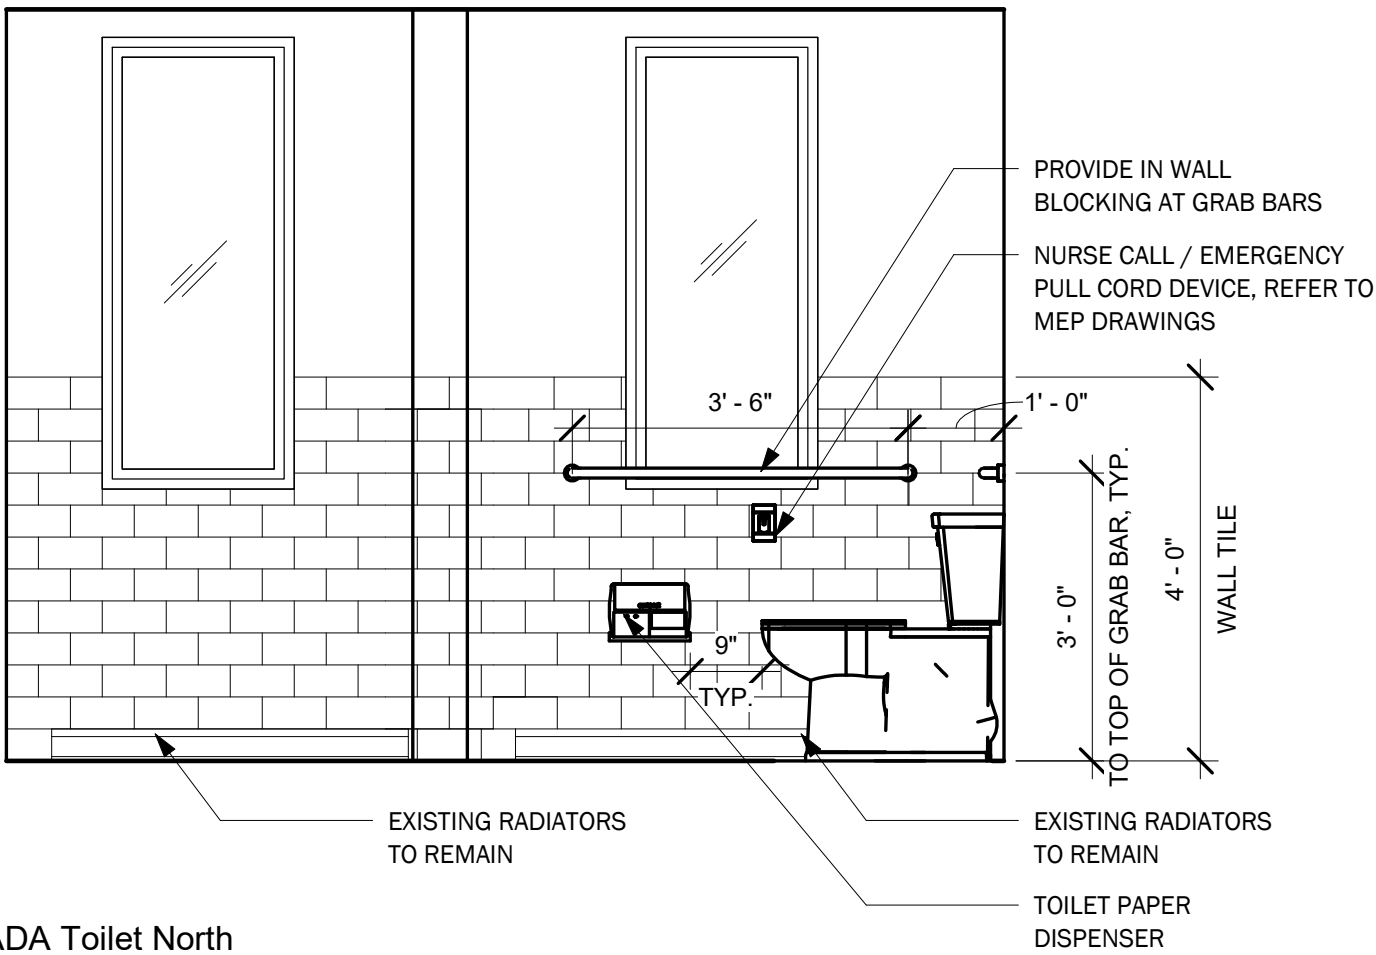 PROVIDE IN WALL
BLOCKING AT GRAB BARS
NURSE CALL / EMERGENCY
PULL CORD DEVICE, REFER TO
MEP DRAWINGS
3' - 6"
1' - 0"
3' - 0"
TO TOP OF GRAB BAR, TYP.
4' - 0"
WALL TILE
9"
TYP.
EXISTING RADIATORS
TO REMAIN
EXISTING RADIATORS
TO REMAIN
TOILET PAPER
DISPENSER
ADA Toilet North